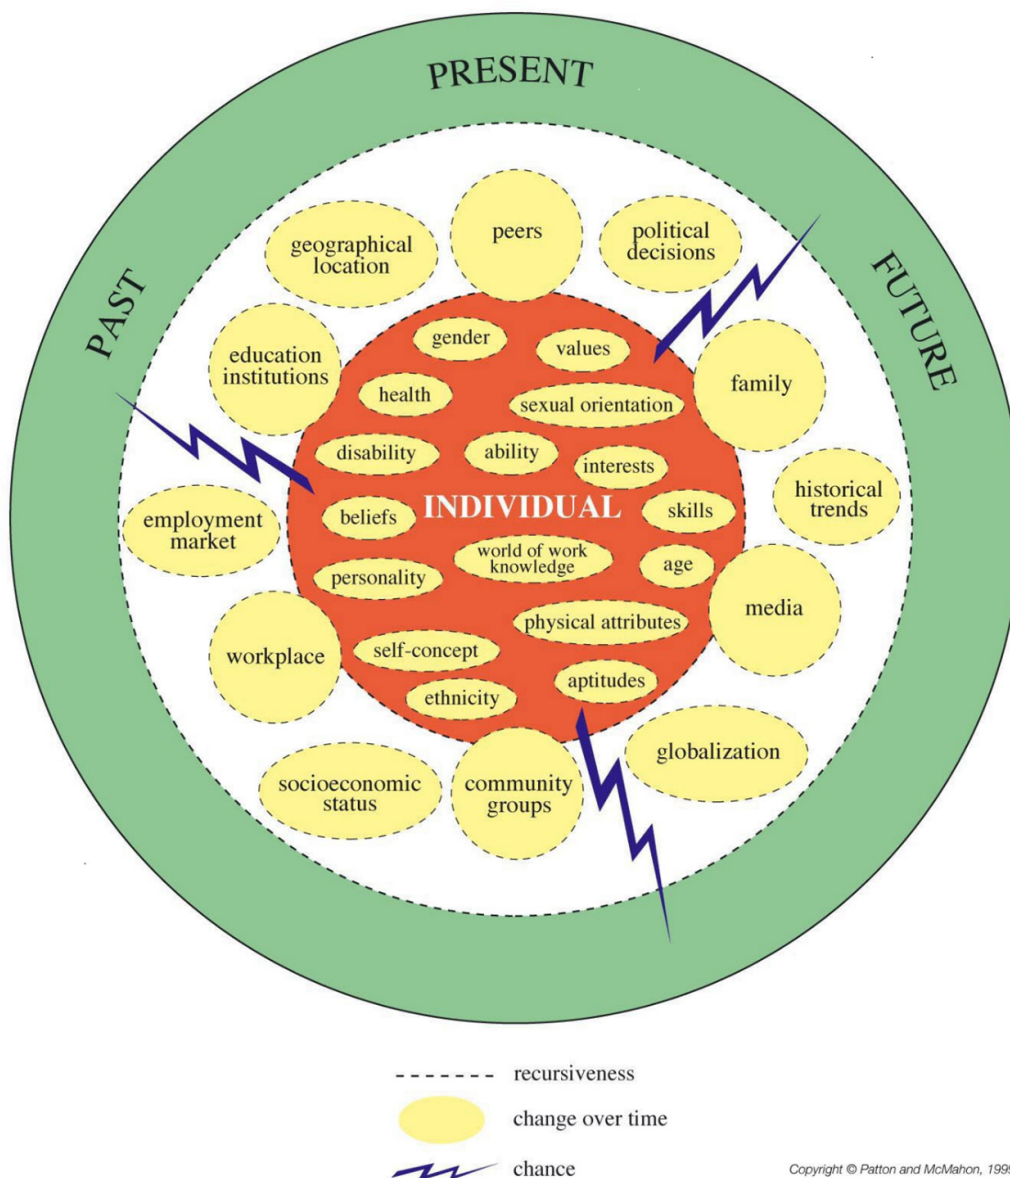 PRESENT
PAST
FUTURE
peers
political
decisions
geographical
location
education
institutions
family
gender
values
health
sexual orientation
disability
ability
interests
historical
trends
employment
market
beliefs
INDIVIDUAL
skills
world of work
knowledge
age
personality
media
physical attributes
workplace
self-concept
aptitudes
ethnicity
globalization
socioeconomic
status
community
groups
recursiveness
change over time
chance
Copyright © Patton and McMahon, 1999